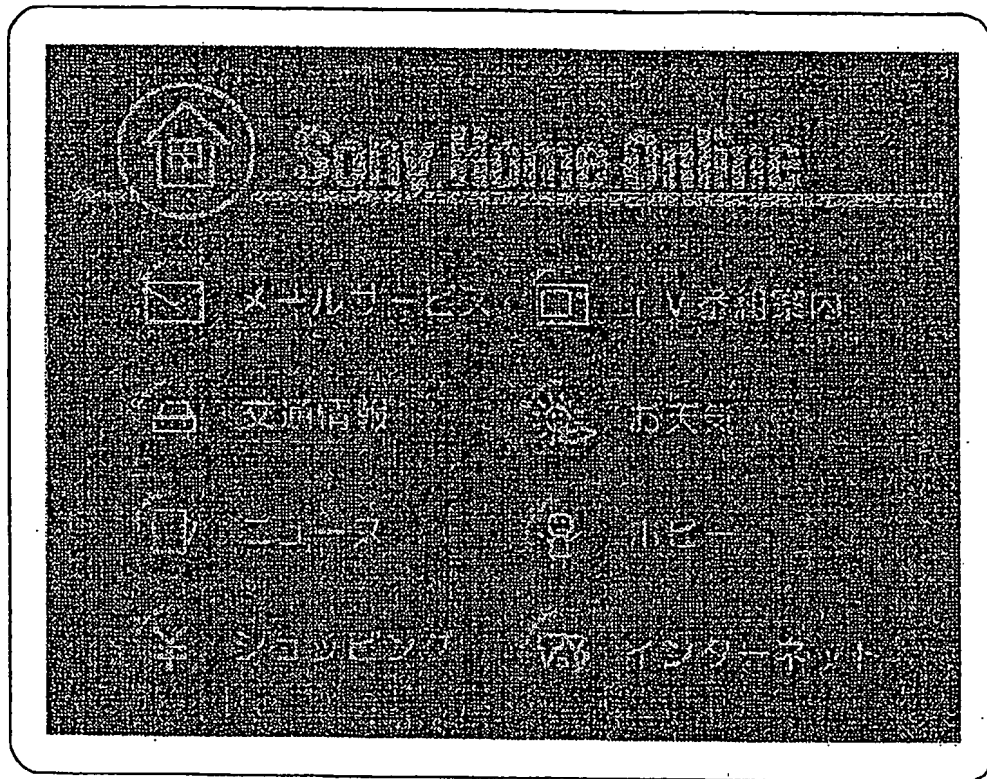 Sony Home Online
メールサービス TV番組案内
交通情報 お天気
ニュース ホビー
ショッピング インターネット